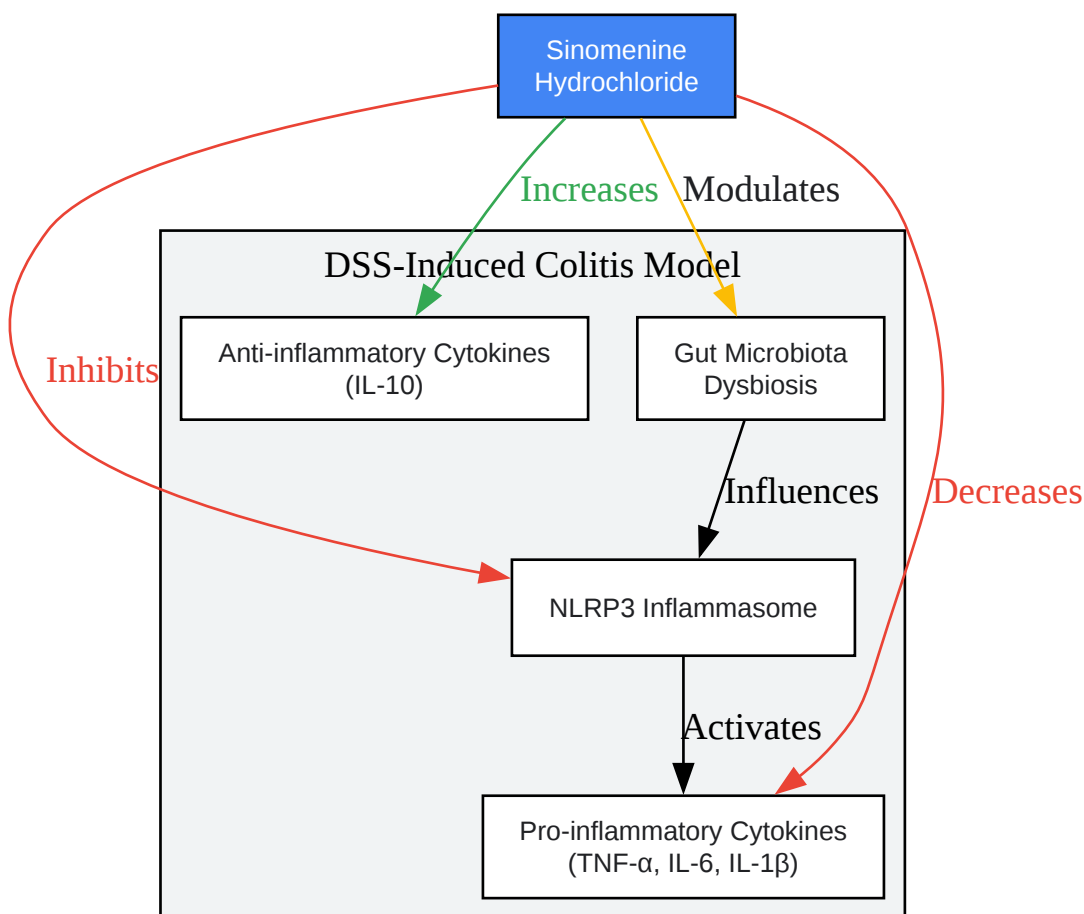 Sinomenine
Hydrochloride
Increases
Modulates
DSS-Induced Colitis Model
Anti-inflammatory Cytokines
(IL-10)
Gut Microbiota
Dysbiosis
Inhibits
Influences
Decreases
NLRP3 Inflammasome
Activates
Pro-inflammatory Cytokines
(TNF-α, IL-6, IL-1β)